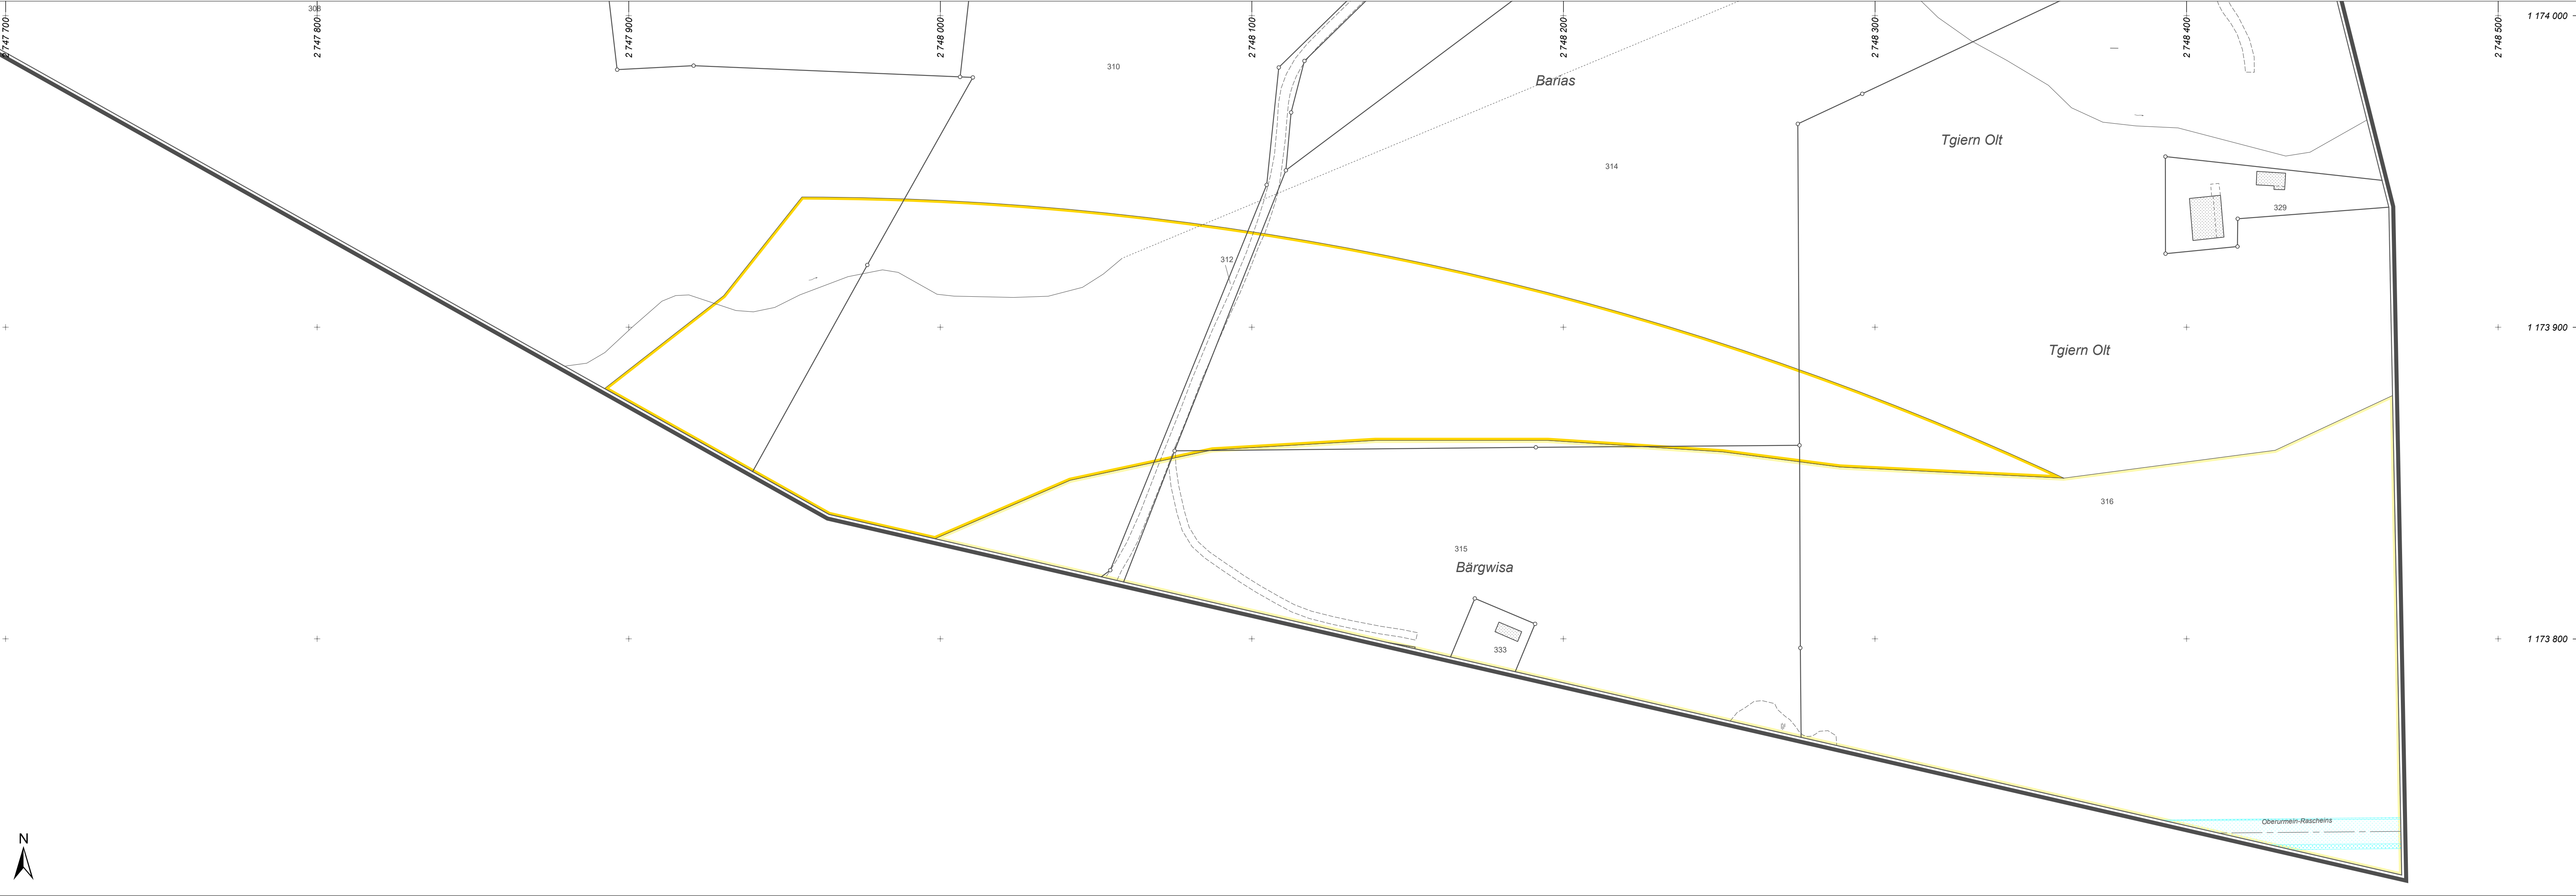 308
2 747 700
2 747 800
2 747 900
2 748 000
2 748 100
2 748 200
2 748 300
2 748 400
2 748 500
1 174 000
310
Barias
Tgiern Olt
314
329
312
1 173 900
Tgiern Olt
316
315
Bärgwisa
1 173 800
333
Oberurmein-Rascheins
N